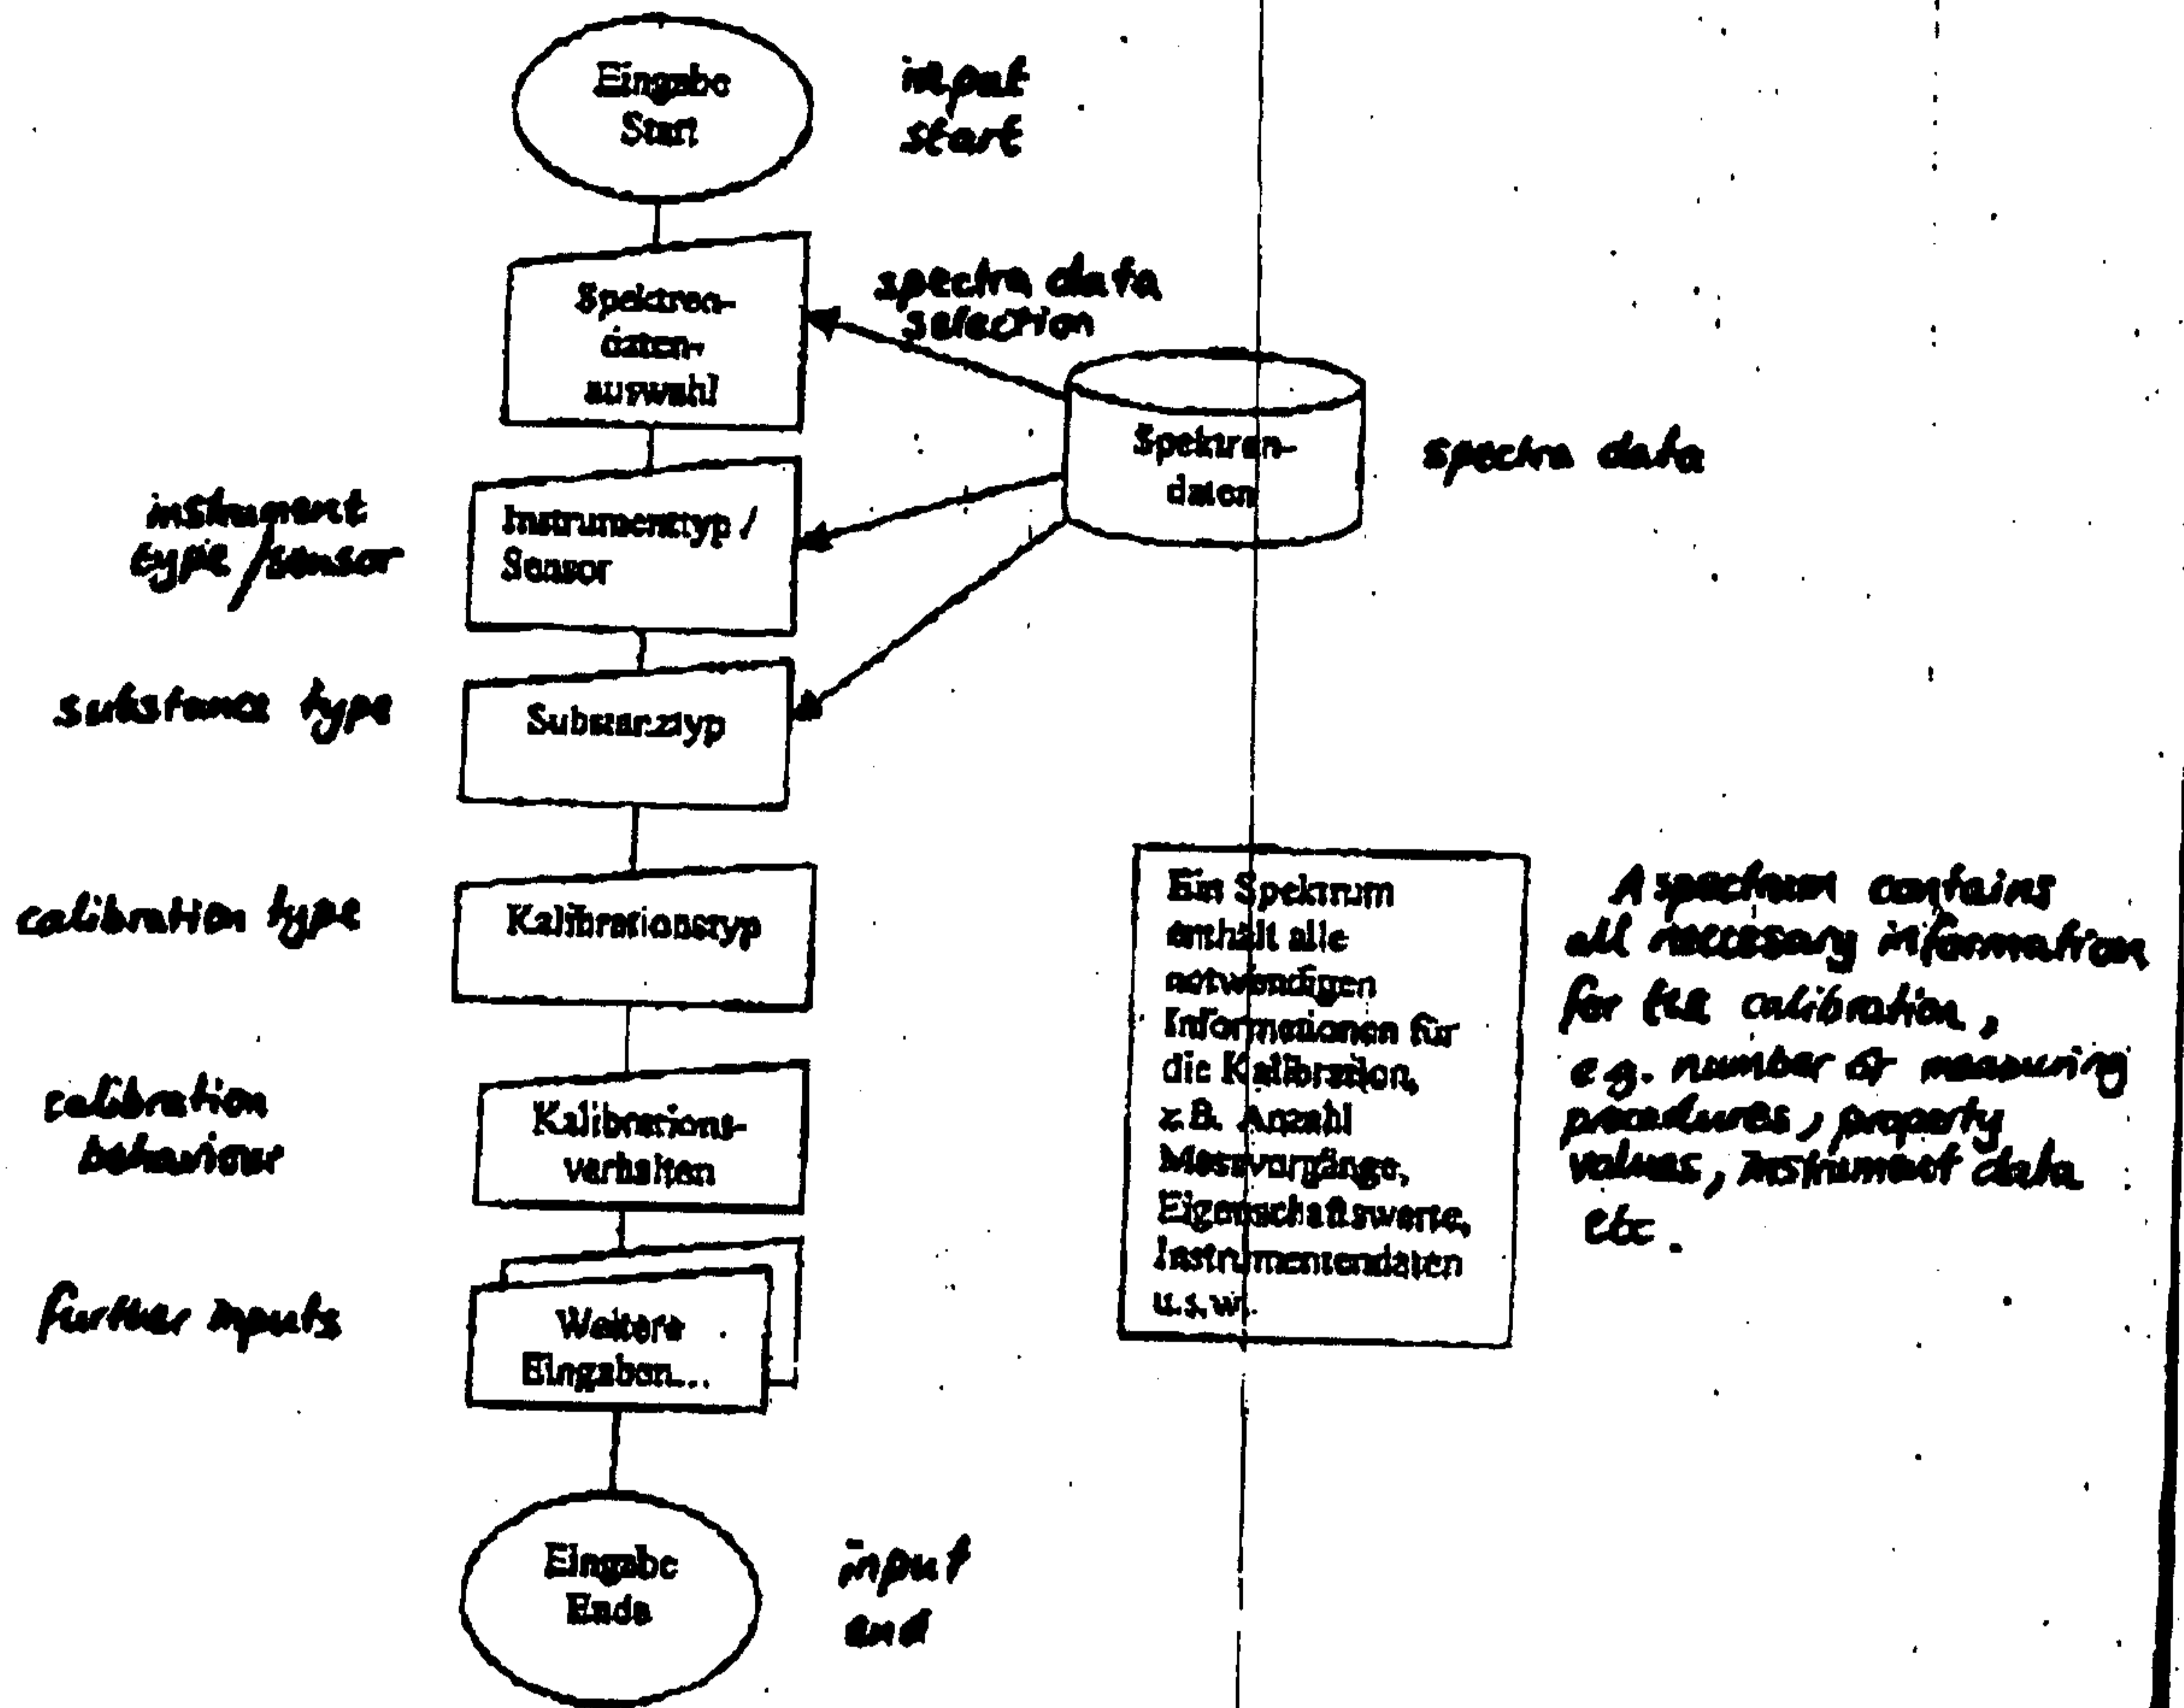 Eingabe
Start
input
start
Spektren-
daten-
auswahl
spectra data
selection
Spektren-
daten
spectra data
instrument
type / sensor
Instrumenttyp /
Sensor
substance type
Substanztyp
calibration type
Kalibrationstyp
calibration
behaviour
Kalibrations-
verhalten
further inputs
Weitere
Eingaben...
Ein Spektrum
enthält alle
notwendigen
Informationen für
die Kalibration,
z.B. Anzahl
Messvorgänge,
Eigenschaftswerte,
Instrumentendaten
u.s.w.
A spectrum contains
all necessary information
for the calibration,
e.g. number of measuring
procedures, property
values, instrument data
etc.
Eingabe
Ende
input
end